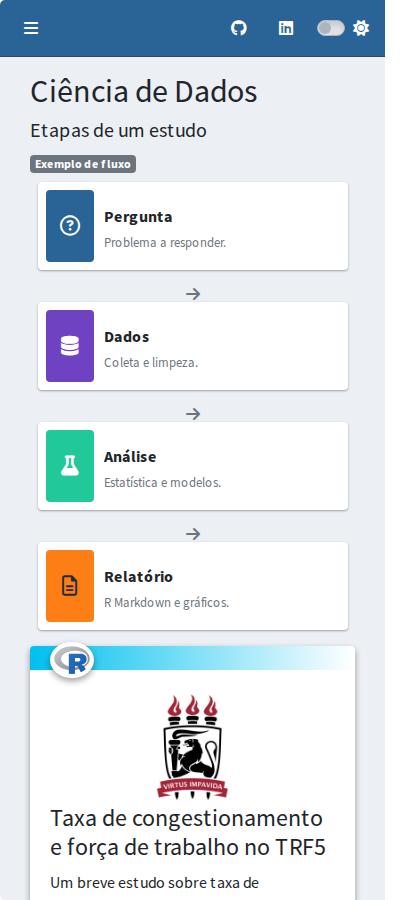 Ciência de Dados
Etapas de um estudo
Exemplo de fluxo
Pergunta
Problema a responder.
Dados
Coleta e limpeza.
Análise
Estatística e modelos.
Relatório
R Markdown e gráficos.
R
VIRTUS IMPAVIDA
Taxa de congestionamento
e força de trabalho no TRF5
Um breve estudo sobre taxa de